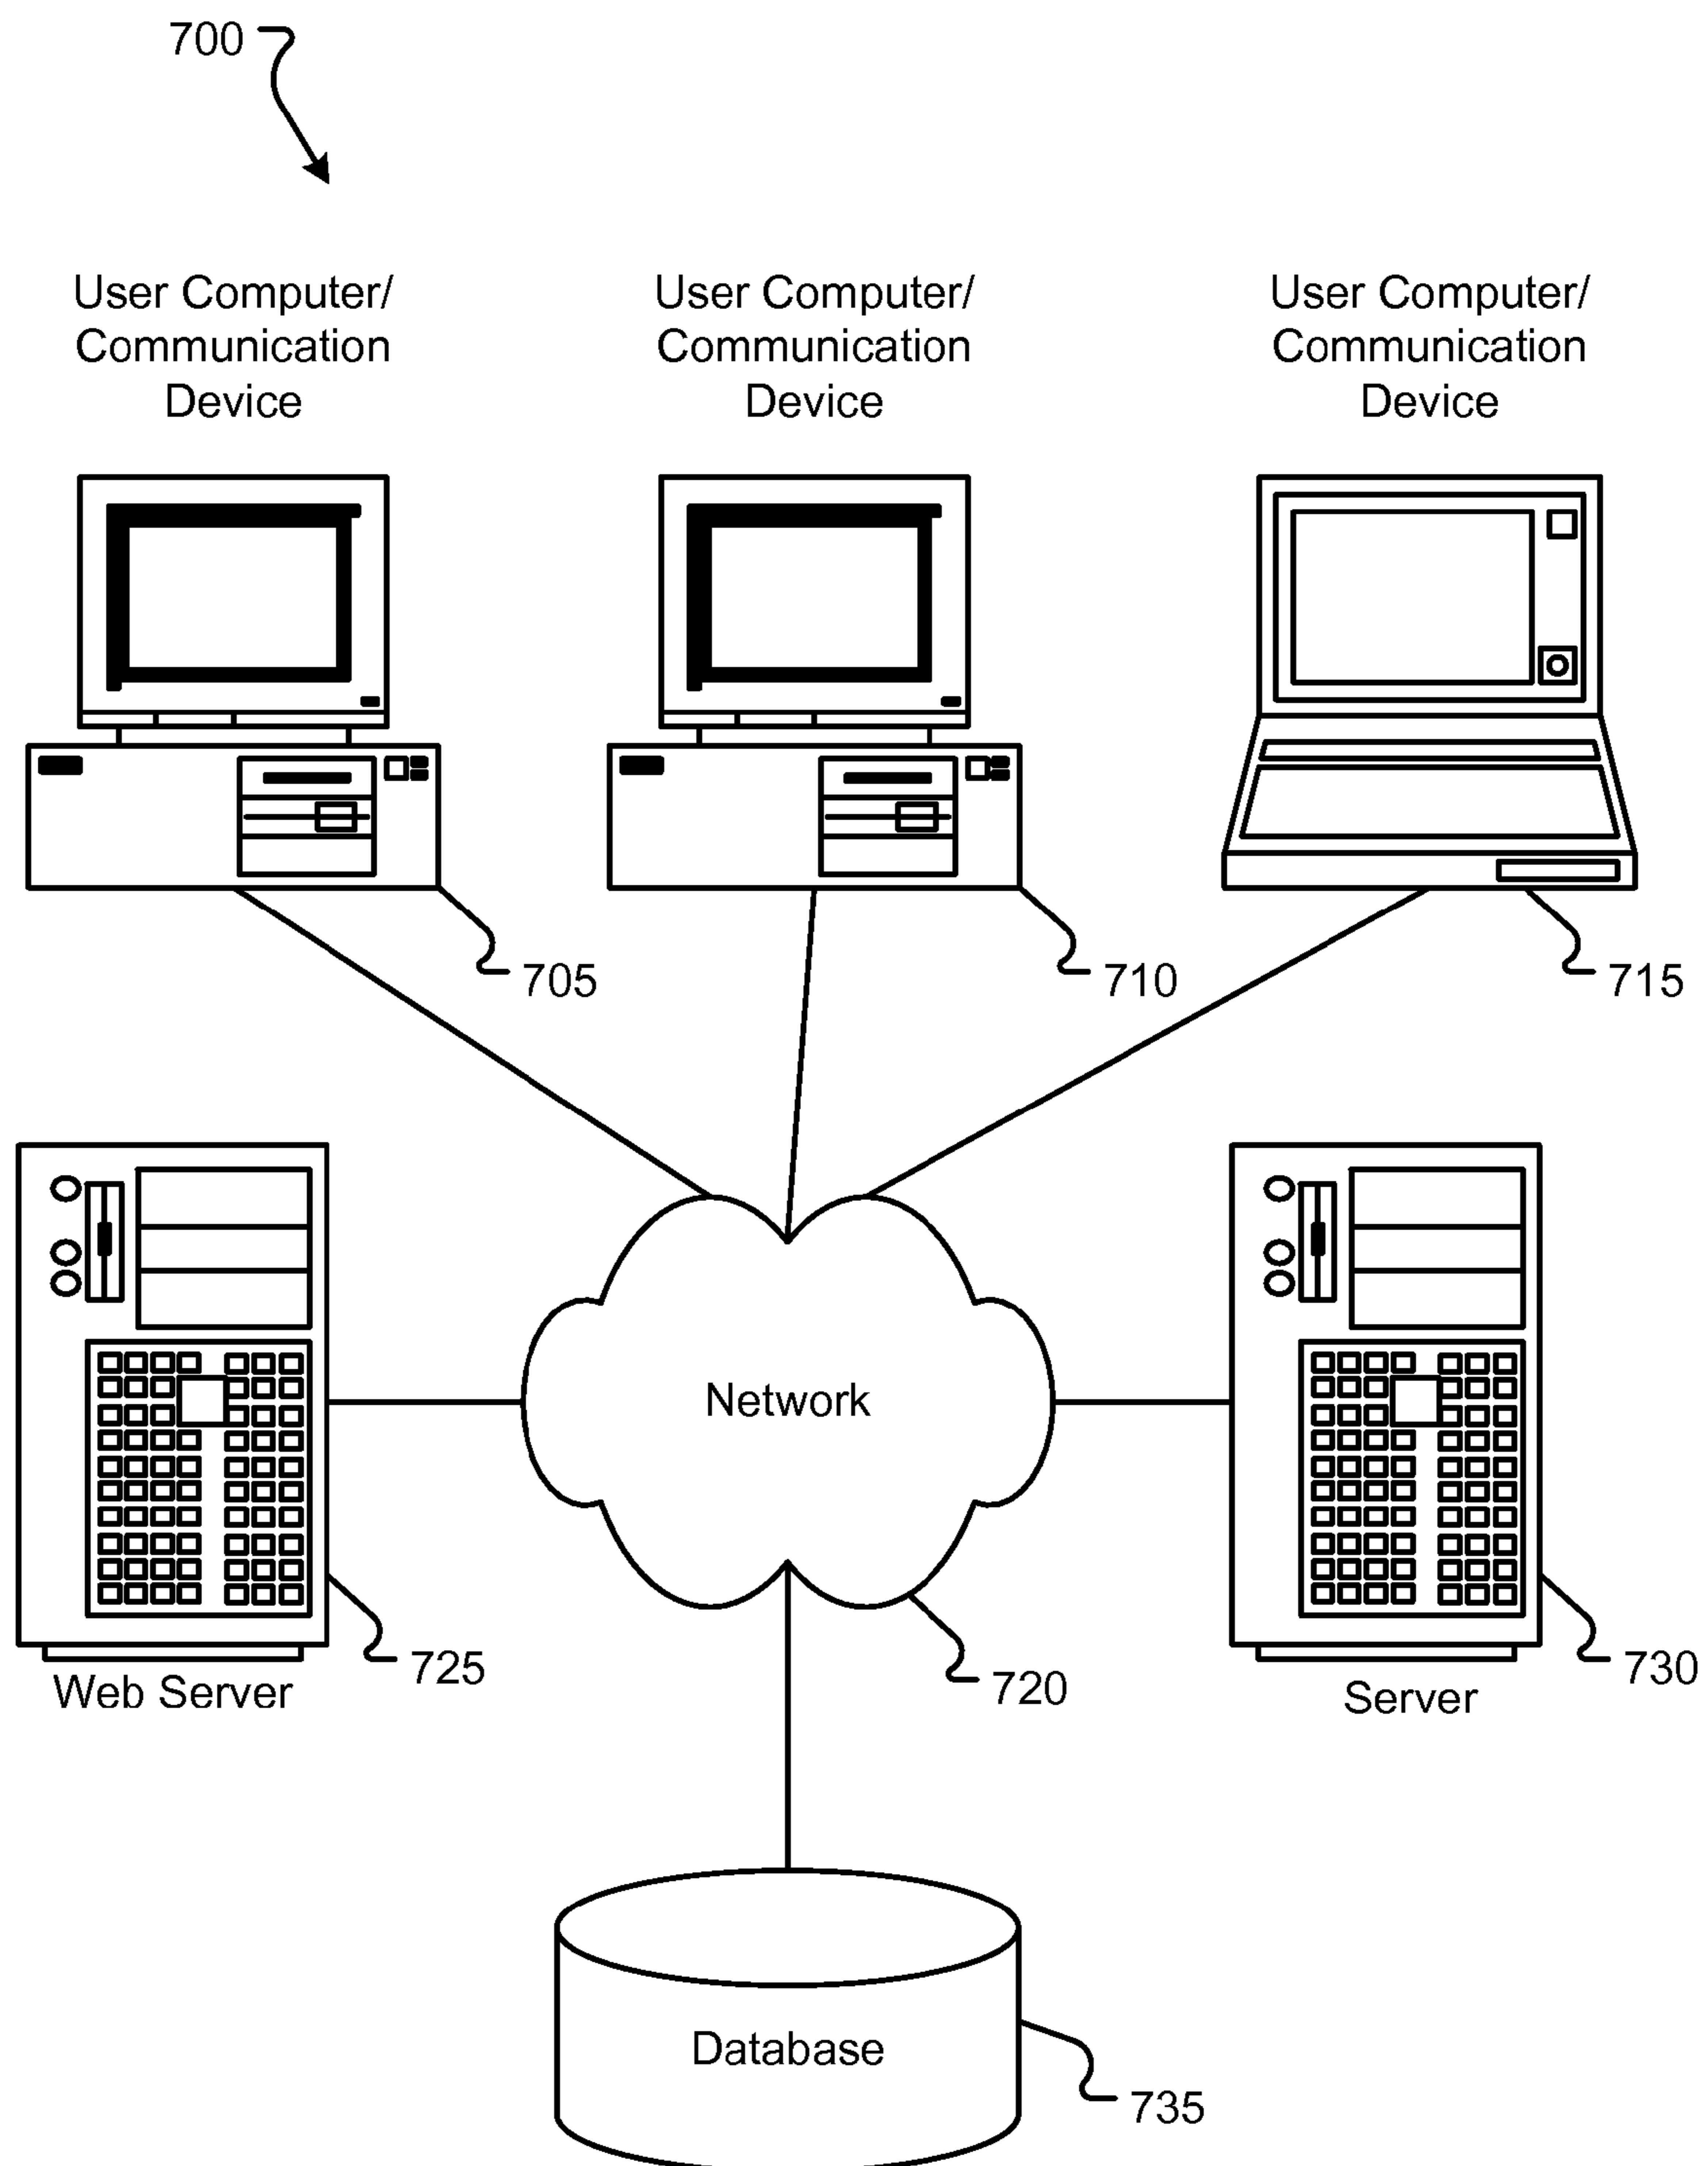 700
User Computer/
Communication
Device
User Computer/
Communication
Device
User Computer/
Communication
Device
705
710
715
Network
725
Web Server
720
730
Server
Database
735